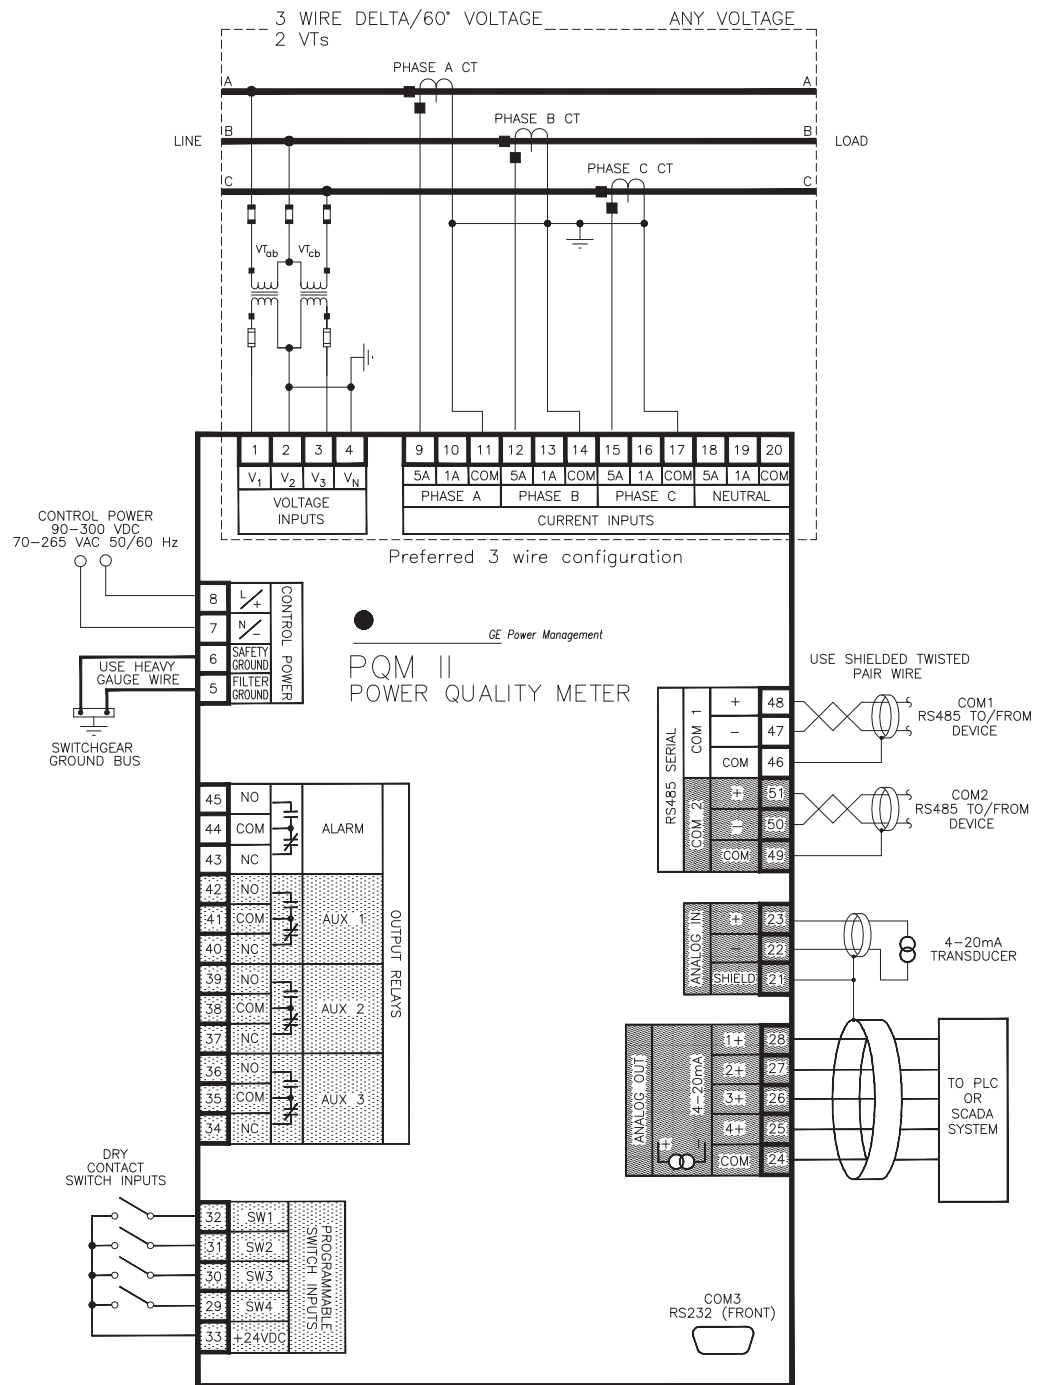 3 WIRE DELTA/60° VOLTAGE
2 VTs
ANY VOLTAGE
PHASE A CT
A
A
PHASE B CT
LINE
B
B
LOAD
PHASE C CT
C
C
VTab
VTcb
1 2 3 4
V1 V2 V3 VN
VOLTAGE
INPUTS
9 10 11 12 13 14 15 16 17 18 19 20
5A 1A COM 5A 1A COM 5A 1A COM 5A 1A COM
PHASE A PHASE B PHASE C NEUTRAL
CURRENT INPUTS
Preferred 3 wire configuration
CONTROL POWER
90-300 VDC
70-265 VAC 50/60 Hz
8 L/+
7 N/-
6 SAFETY
GROUND
5 FILTER
GROUND
CONTROL POWER
USE HEAVY
GAUGE WIRE
SWITCHGEAR
GROUND BUS
GE Power Management
PQM II
POWER QUALITY METER
USE SHIELDED TWISTED
PAIR WIRE
RS485 SERIAL
COM 1
+ 48
- 47
COM 46
COM1
RS485 TO/FROM
DEVICE
COM 2
+ 51
- 50
COM 49
COM2
RS485 TO/FROM
DEVICE
45 NO
44 COM
43 NC
ALARM
42 NO
41 COM
40 NC
AUX 1
39 NO
38 COM
37 NC
AUX 2
36 NO
35 COM
34 NC
AUX 3
OUTPUT RELAYS
ANALOG IN
+ 23
- 22
SHIELD 21
4-20mA
TRANSDUCER
ANALOG OUT
4-20mA
+ -
1+ 28
2+ 27
3+ 26
4+ 25
COM 24
TO PLC
OR
SCADA
SYSTEM
DRY
CONTACT
SWITCH INPUTS
32 SW1
31 SW2
30 SW3
29 SW4
33 +24VDC
PROGRAMMABLE
SWITCH INPUTS
COM3
RS232 (FRONT)